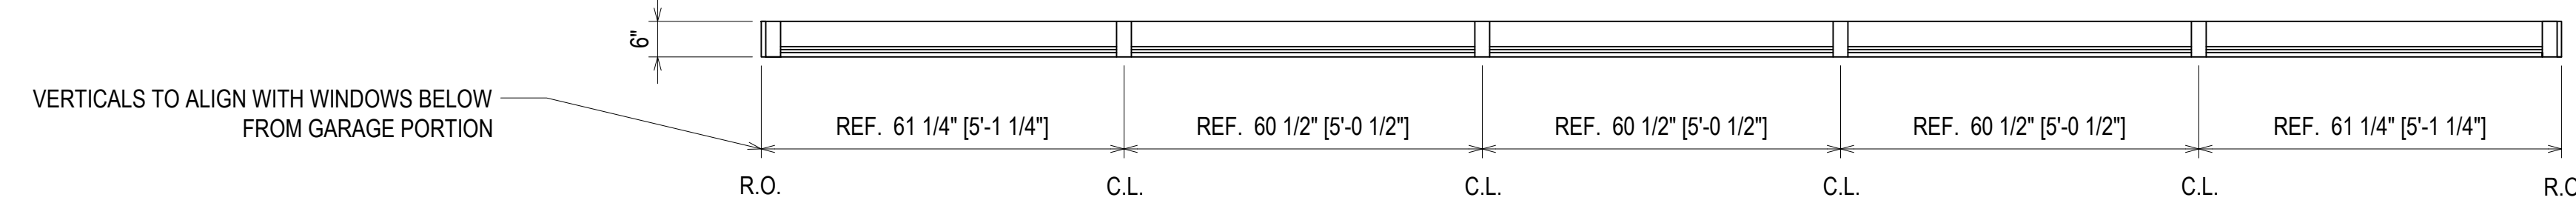 6"
VERTICALS TO ALIGN WITH WINDOWS BELOW
FROM GARAGE PORTION
REF. 61 1/4" [5'-1 1/4"]
REF. 60 1/2" [5'-0 1/2"]
REF. 60 1/2" [5'-0 1/2"]
REF. 60 1/2" [5'-0 1/2"]
REF. 61 1/4" [5'-1 1/4"]
R.O.
C.L.
C.L.
C.L.
C.L.
R.O